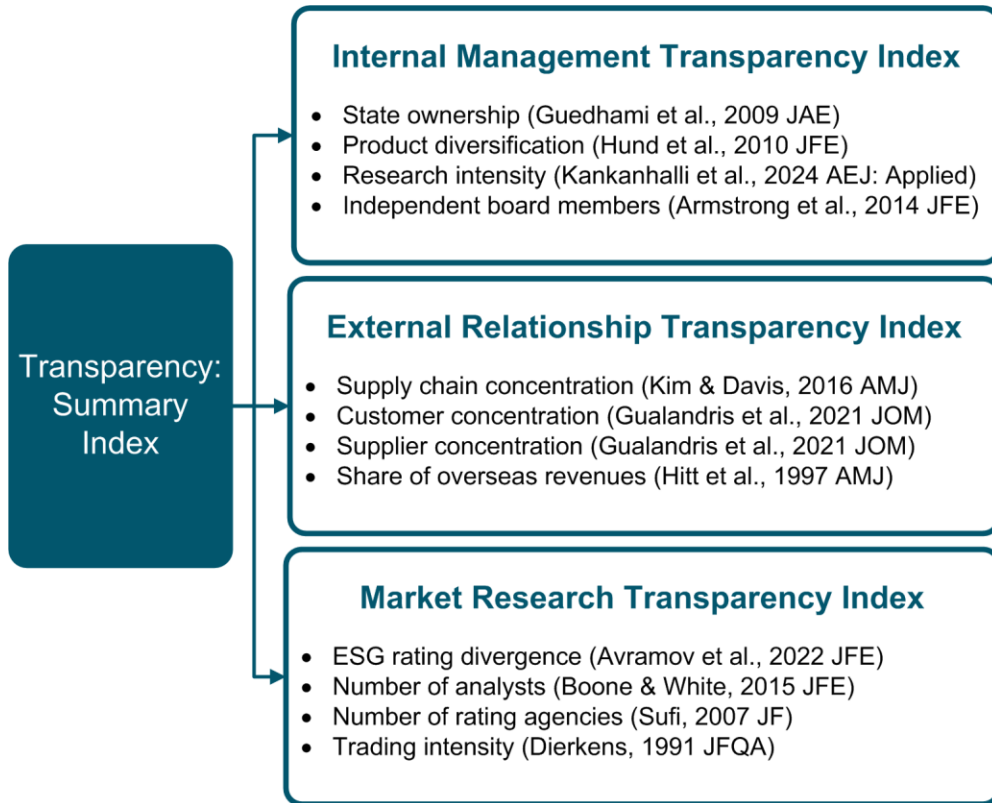 Transparency:
Summary
Index
Internal Management Transparency Index
• State ownership (Guedhami et al., 2009 JAE)
• Product diversification (Hund et al., 2010 JFE)
• Research intensity (Kankanhalli et al., 2024 AEJ: Applied)
• Independent board members (Armstrong et al., 2014 JFE)
External Relationship Transparency Index
• Supply chain concentration (Kim & Davis, 2016 AMJ)
• Customer concentration (Gualandris et al., 2021 JOM)
• Supplier concentration (Gualandris et al., 2021 JOM)
• Share of overseas revenues (Hitt et al., 1997 AMJ)
Market Research Transparency Index
• ESG rating divergence (Avramov et al., 2022 JFE)
• Number of analysts (Boone & White, 2015 JFE)
• Number of rating agencies (Sufi, 2007 JF)
• Trading intensity (Dierkens, 1991 JFQA)